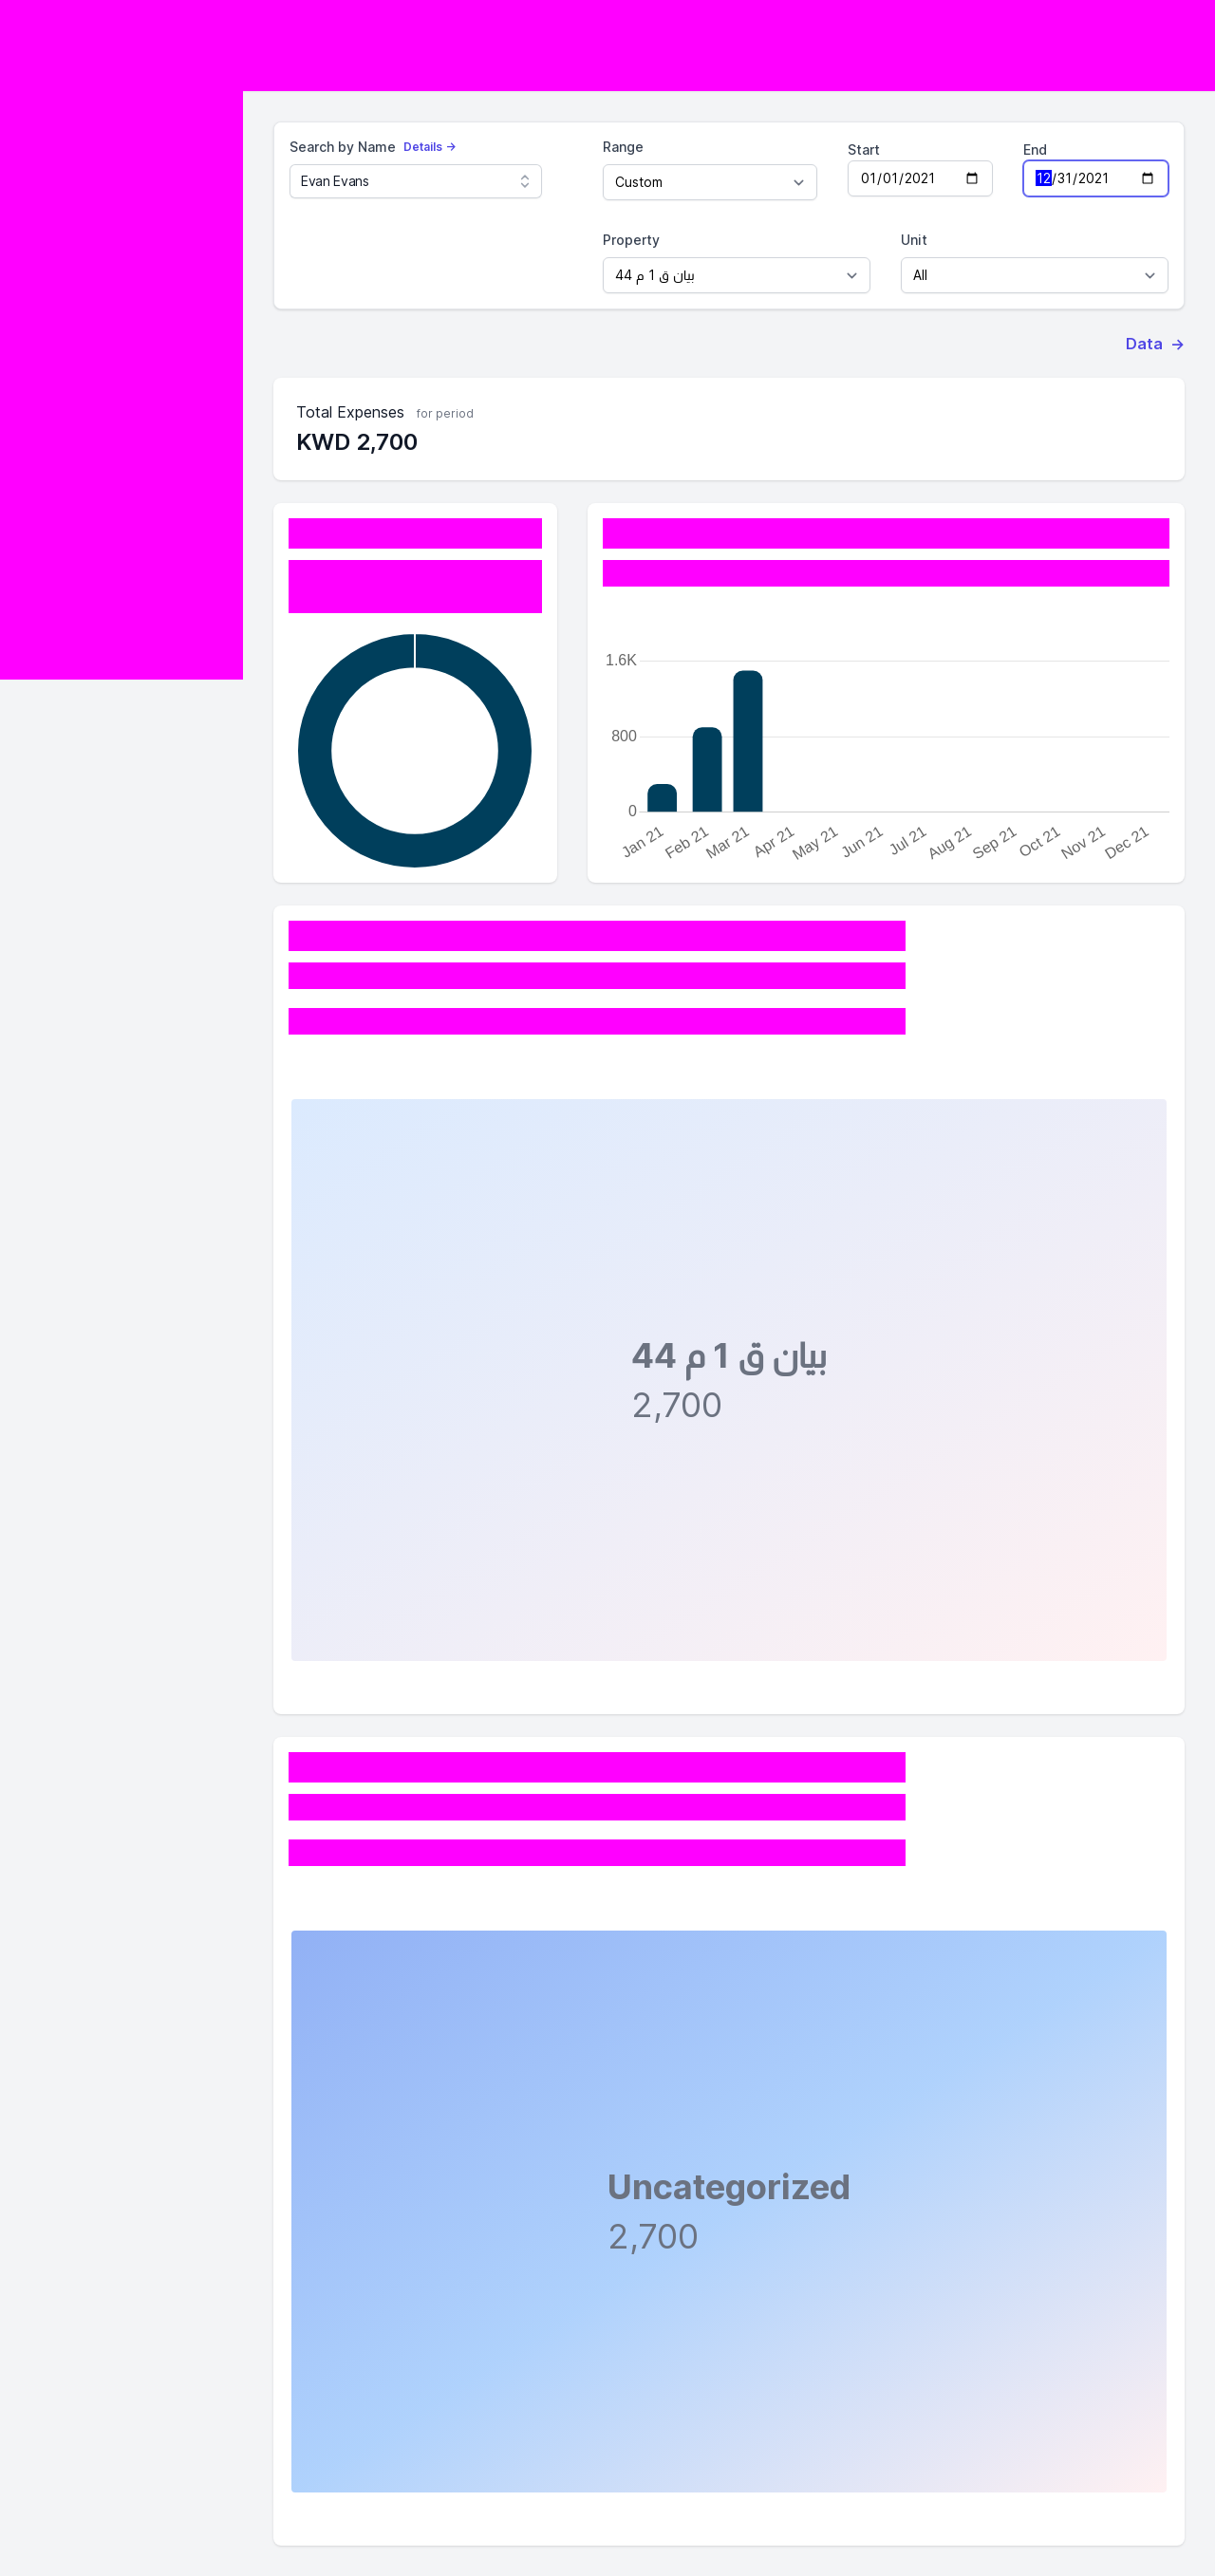 Search by Name Details →
Evan Evans
Range
Custom
Start
01/01/2021
End
12/31/2021
Property
بيان ق 1 م 44
Unit
All
Data →
Total Expenses for period
KWD 2,700
1.6K
800
0
Jan 21 Feb 21 Mar 21 Apr 21 May 21 Jun 21 Jul 21 Aug 21 Sep 21 Oct 21 Nov 21 Dec 21
بيان ق 1 م 44
2,700
Uncategorized
2,700